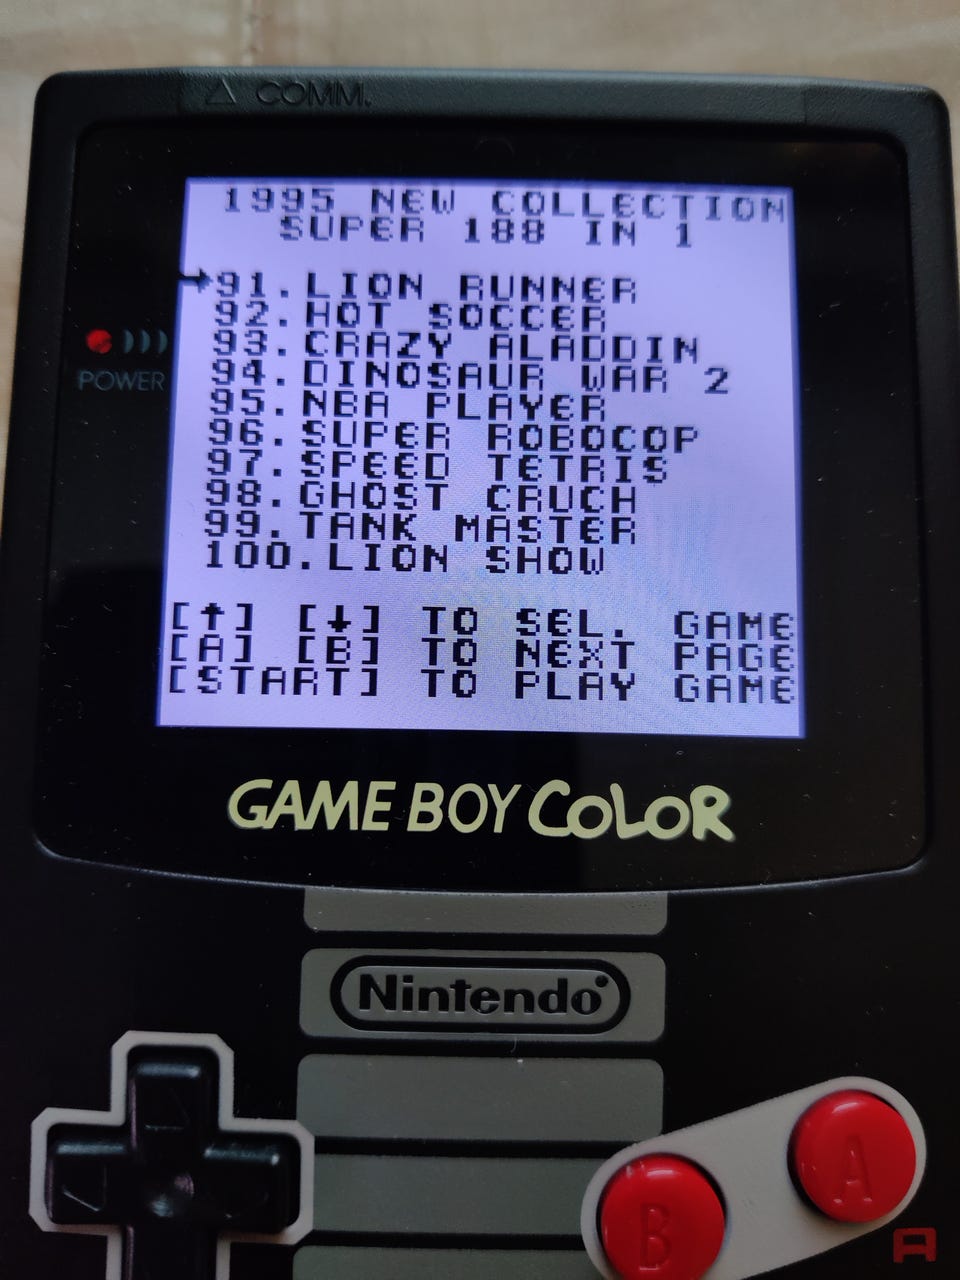 △ COMM.
1995 NEW COLLECTION
SUPER 188 IN 1
→91.LION RUNNER
92.HOT SOCCER
93.CRAZY ALADDIN
94.DINOSAUR WAR 2
95.NBA PLAYER
96.SUPER ROBOCOP
97.SPEED TETRIS
98.GHOST CRUCH
99.TANK MASTER
100.LION SHOW
[↑] [↓] TO SEL. GAME
[A] [B] TO NEXT PAGE
[START] TO PLAY GAME
POWER
GAME BOY COLOR
Nintendo
B A